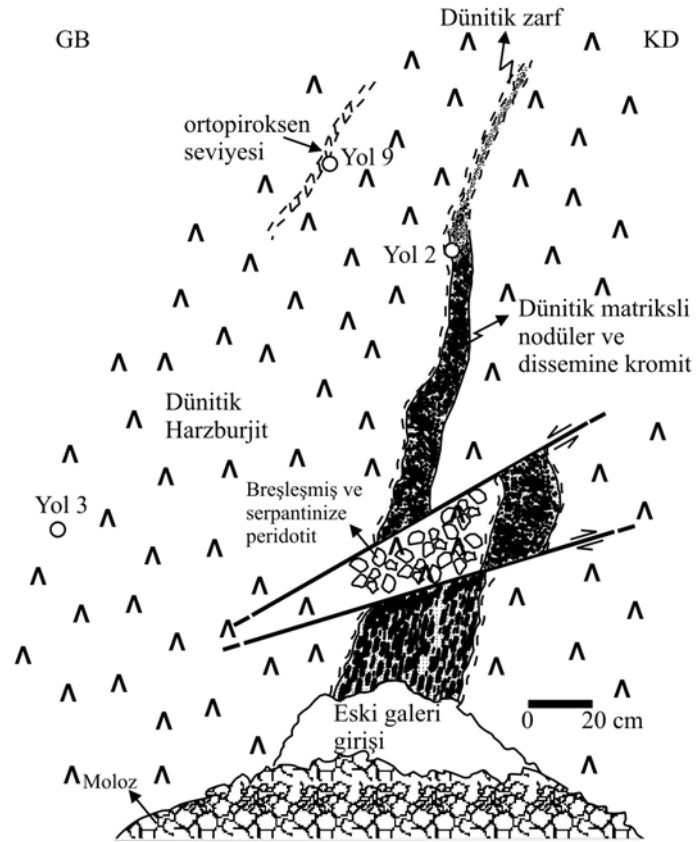 GB
Dünitik zarf
KD
ortopiroksen
seviyesi
Yol 9
Yol 2
Dünitik matriksli
nodüler ve
dissemine kromit
Dünitik
Harzburjit
Breşleşmiş ve
serpantinize
peridotit
Yol 3
Eski galeri
girişi
0 20 cm
Moloz